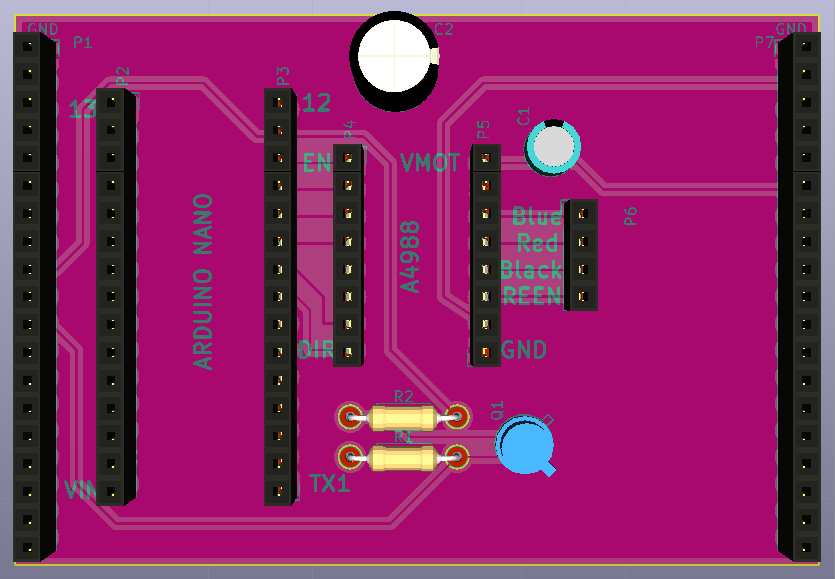 GND
C2
GND
P1
P7
P2
P3
13
12
C1
P4
P5
EN
VMOT
ARDUINO NANO
A4988
Blue
P6
Red
Black
REEN
DIR
GND
R2
Q1
R1
VIN
TX1